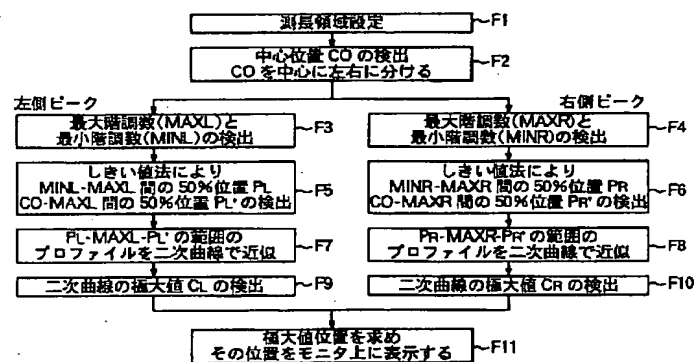 測長領域設定
F1
中心位置 CO の検出
CO を中心に左右に分ける
F2
左側ピーク
右側ピーク
最大階調数(MAXL)と
最小階調数(MINL)の検出
F3
最大階調数(MAXR)と
最小階調数(MINR)の検出
F4
しきい値法により
MINL-MAXL 間の 50%位置 PL
CO-MAXL 間の 50%位置 PL' の検出
F5
しきい値法により
MINR-MAXR 間の 50%位置 PR
CO-MAXR 間の 50%位置 PR' の検出
F6
PL-MAXL-PL' の範囲の
プロファイルを二次曲線で近似
F7
PR-MAXR-PR' の範囲の
プロファイルを二次曲線で近似
F8
二次曲線の極大値 CL の検出
F9
二次曲線の極大値 CR の検出
F10
極大値位置を求め
その位置をモニタ上に表示する
F11